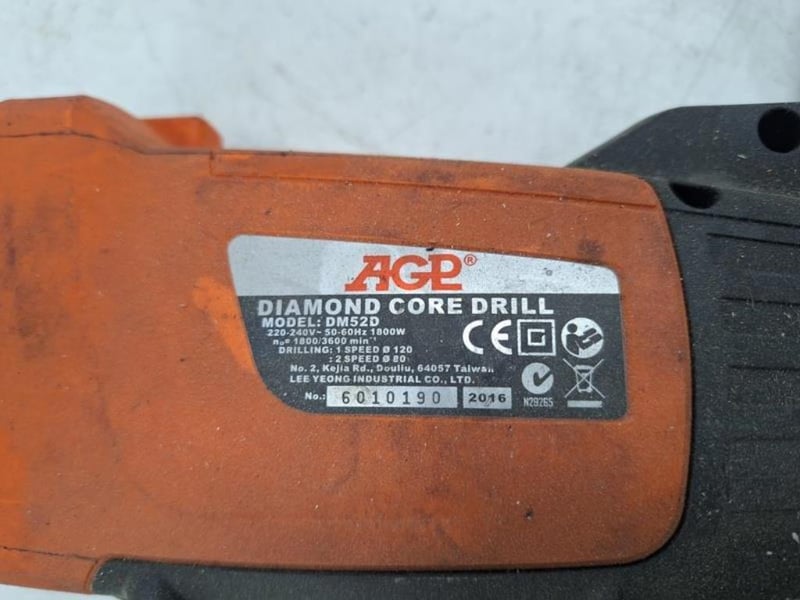 AGP®
DIAMOND CORE DRILL
MODEL: DM52D
220-240V~ 50-60Hz 1800W
n₀= 1800/3600 min⁻¹
DRILLING: 1 SPEED Ø 120
: 2 SPEED Ø 80
No. 2, Kejia Rd., Douliu, 64057 Taiwan
LEE YEONG INDUSTRIAL CO., LTD.
No.: 6010190 2016
CE
N29265